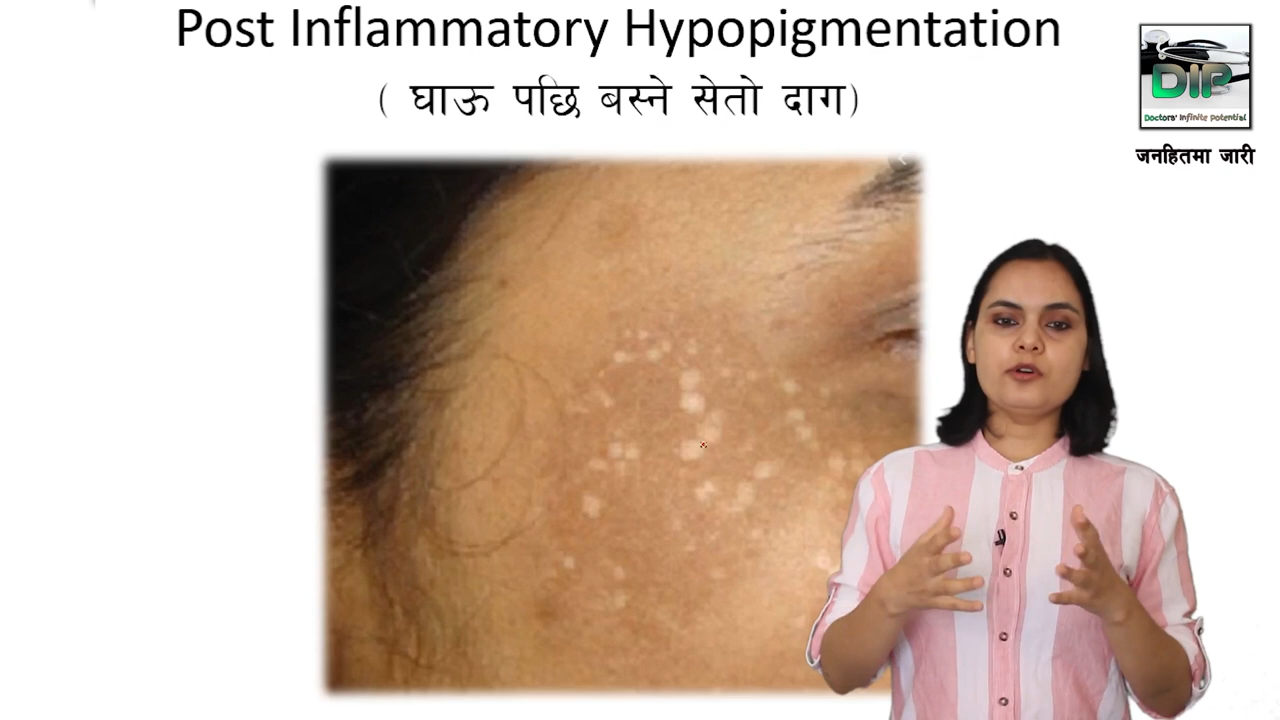 Post Inflammatory Hypopigmentation
( घाऊ पछि बस्ने सेतो दाग)
DIP
Doctors' Infinite Potential
जनहितमा जारी